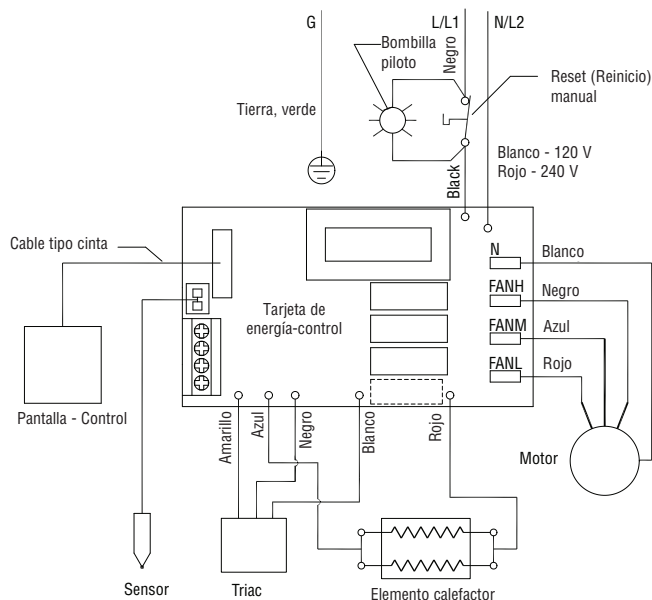 G
L/L1
N/L2
Bombilla
piloto
Negro
Reset (Reinicio)
manual
Tierra, verde
Blanco - 120 V
Rojo - 240 V
Black
Cable tipo cinta
N
Blanco
Tarjeta de
energía-control
FANH
Negro
FANM
Azul
FANL
Rojo
Pantalla - Control
Amarillo
Azul
Negro
Blanco
Rojo
Motor
Sensor
Triac
Elemento calefactor